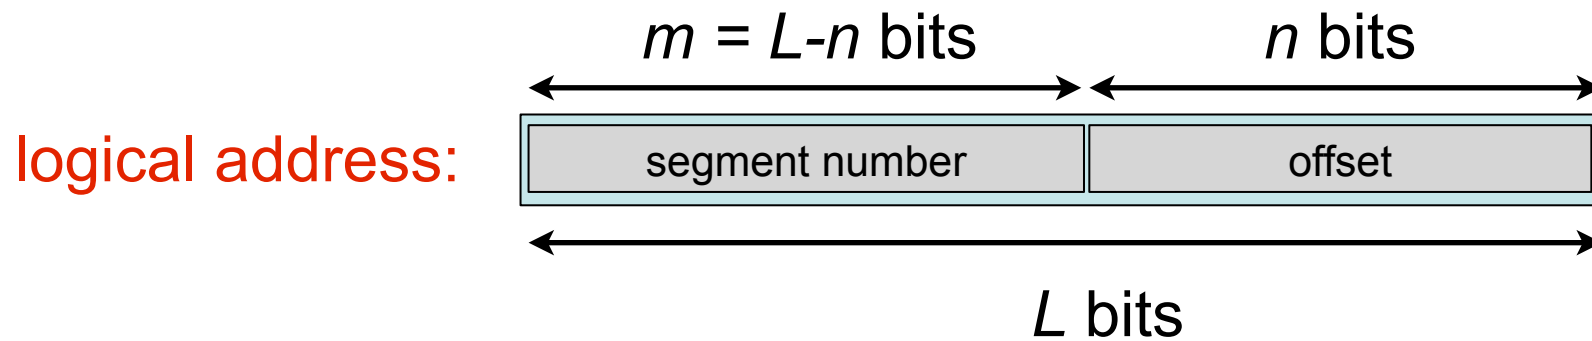 m = L-n bits
n bits
logical address:
segment number
offset
L bits